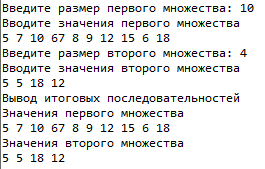 Введите размер первого множества: 10
Вводите значения первого множества
5 7 10 67 8 9 12 15 6 18
Введите размер второго множества: 4
Вводите значения второго множества
5 5 18 12
Вывод итоговых последовательностей
Значения первого множества
5 7 10 67 8 9 12 15 6 18
Значения второго множества
5 5 18 12